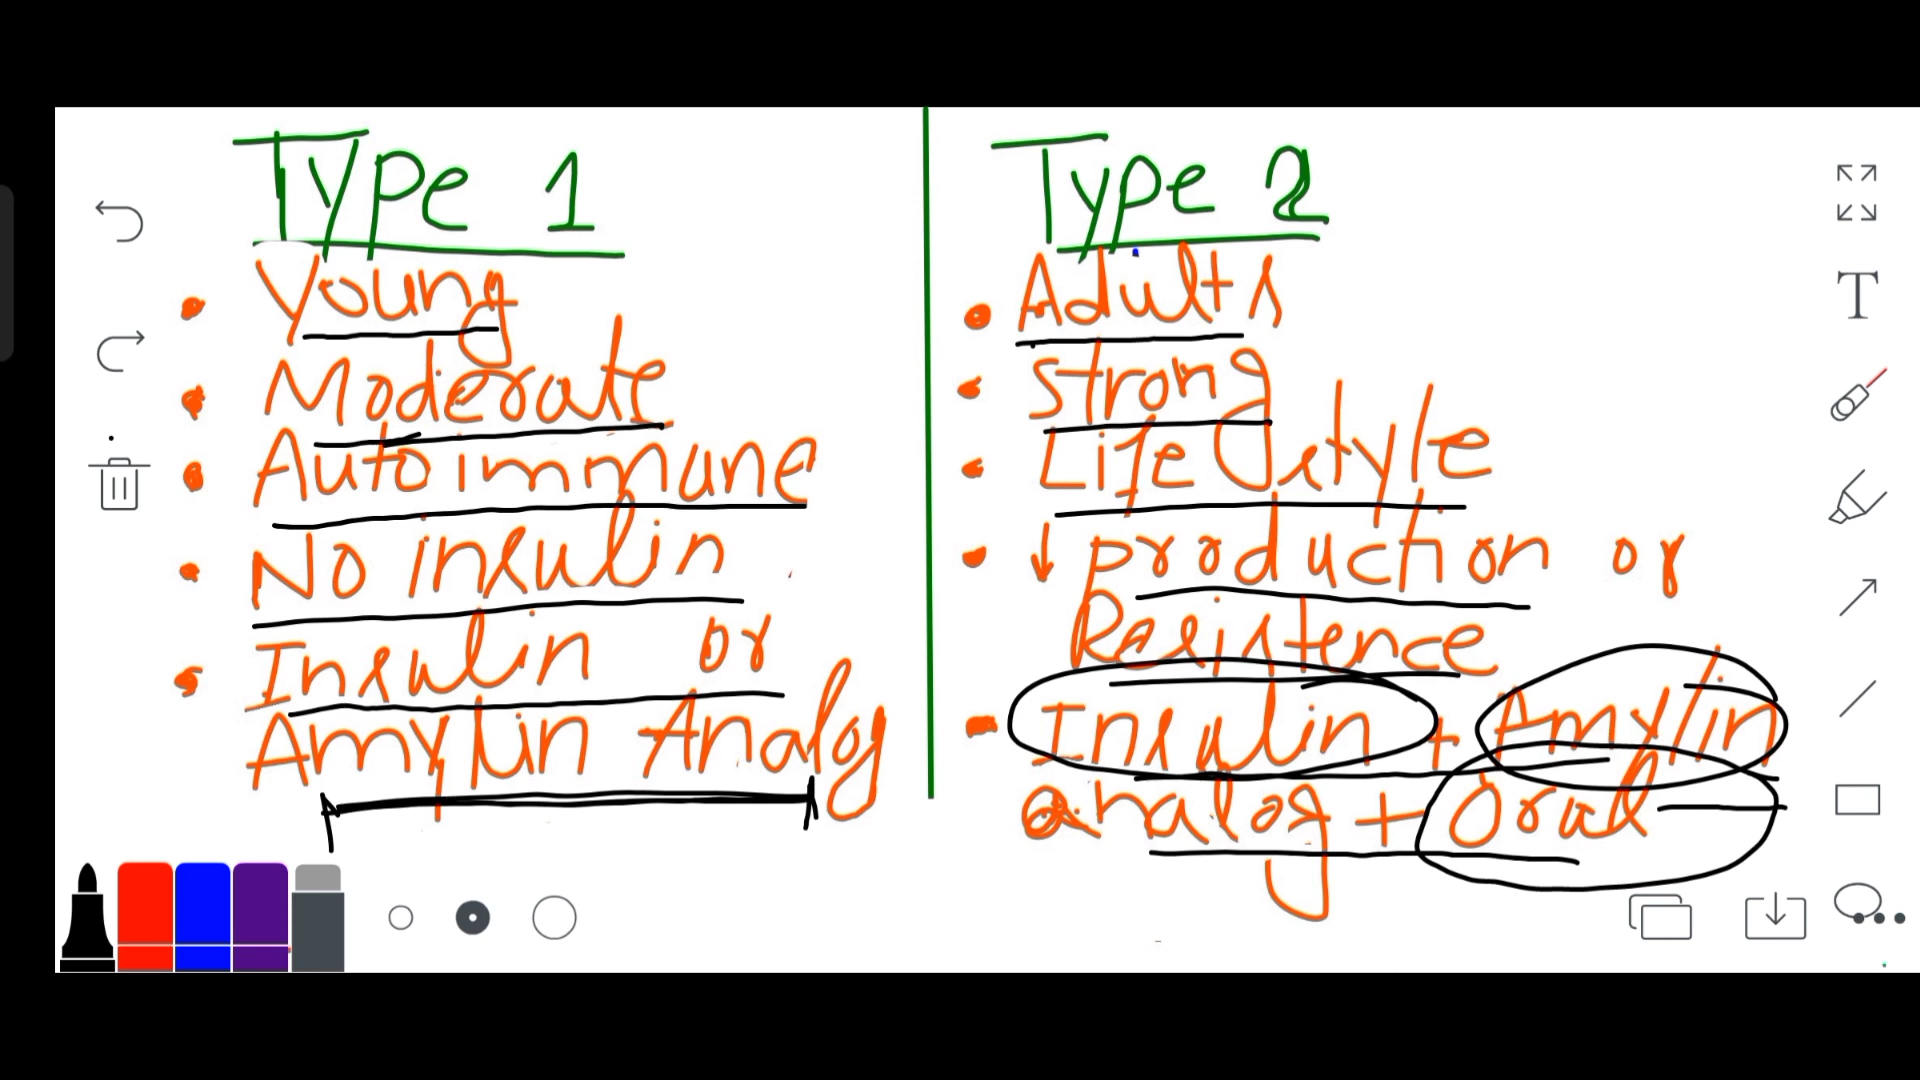 Type 1
• Young
• Moderate
• Autoimmune
• No insulin
• Insulin or
Amylin Analog
Type 2
• Adults
• Strong
• Life style
• ↓ production or
Resistence
• Insulin + Amylin
analog + Oral
T